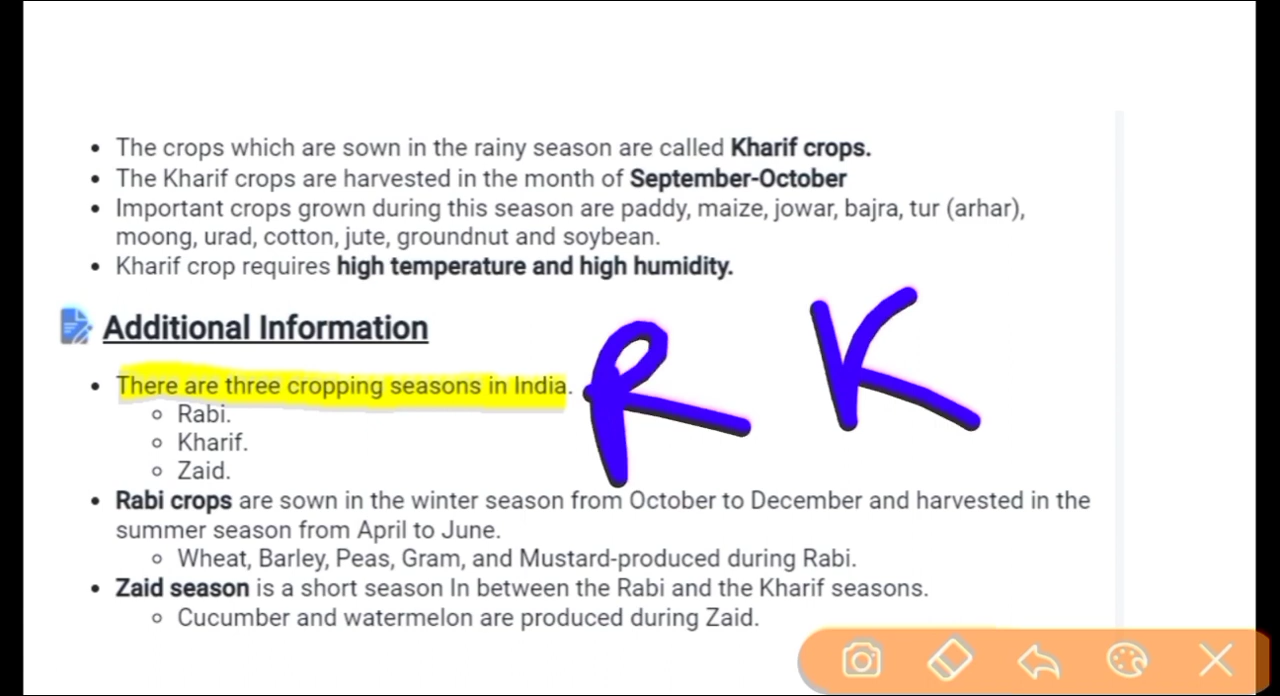 • The crops which are sown in the rainy season are called Kharif crops.
• The Kharif crops are harvested in the month of September-October
• Important crops grown during this season are paddy, maize, jowar, bajra, tur (arhar),
moong, urad, cotton, jute, groundnut and soybean.
• Kharif crop requires high temperature and high humidity.
Additional Information
R K
• There are three cropping seasons in India.
○ Rabi.
○ Kharif.
○ Zaid.
• Rabi crops are sown in the winter season from October to December and harvested in the
summer season from April to June.
○ Wheat, Barley, Peas, Gram, and Mustard-produced during Rabi.
• Zaid season is a short season In between the Rabi and the Kharif seasons.
○ Cucumber and watermelon are produced during Zaid.